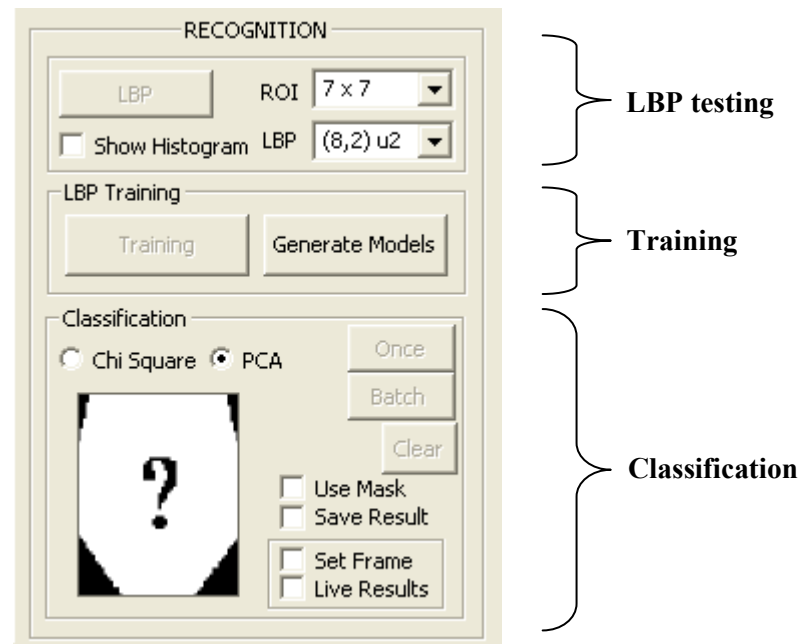 RECOGNITION
LBP
ROI
7 x 7
Show Histogram
LBP
(8,2) u2
LBP testing
LBP Training
Training
Generate Models
Training
Classification
Chi Square
PCA
Once
Batch
Clear
?
Use Mask
Save Result
Set Frame
Live Results
Classification